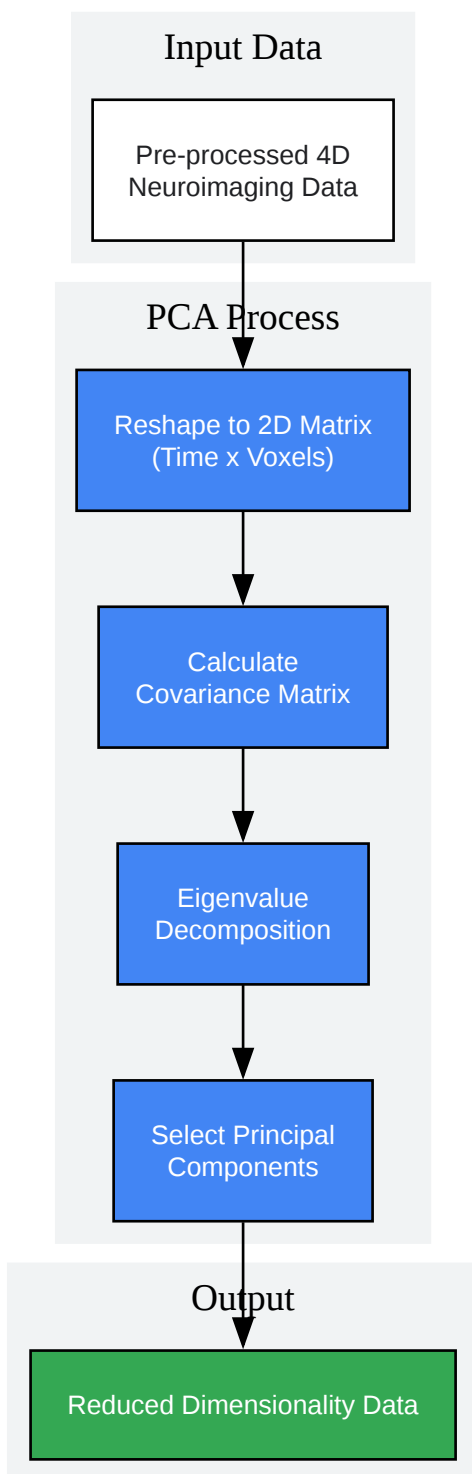 Input Data
Pre-processed 4D
Neuroimaging Data
PCA Process
Reshape to 2D Matrix
(Time x Voxels)
Calculate
Covariance Matrix
Eigenvalue
Decomposition
Select Principal
Components
Output
Reduced Dimensionality Data